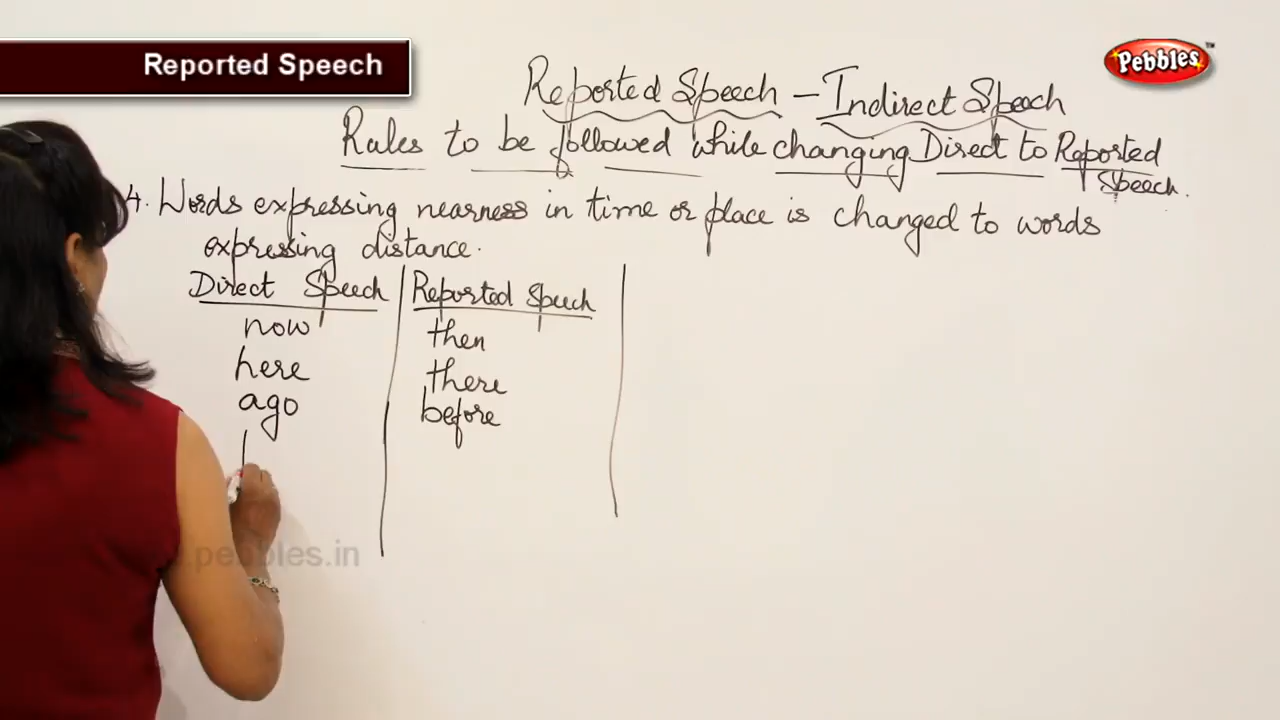 Reported Speech
Pebbles™
Reported Speech – Indirect Speech
Rules to be followed while changing Direct to Reported
Speech.
4. Words expressing nearness in time or place is changed to words
expressing distance.
Direct Speech Reported Speech
now then
here there
ago before
pebbles.in